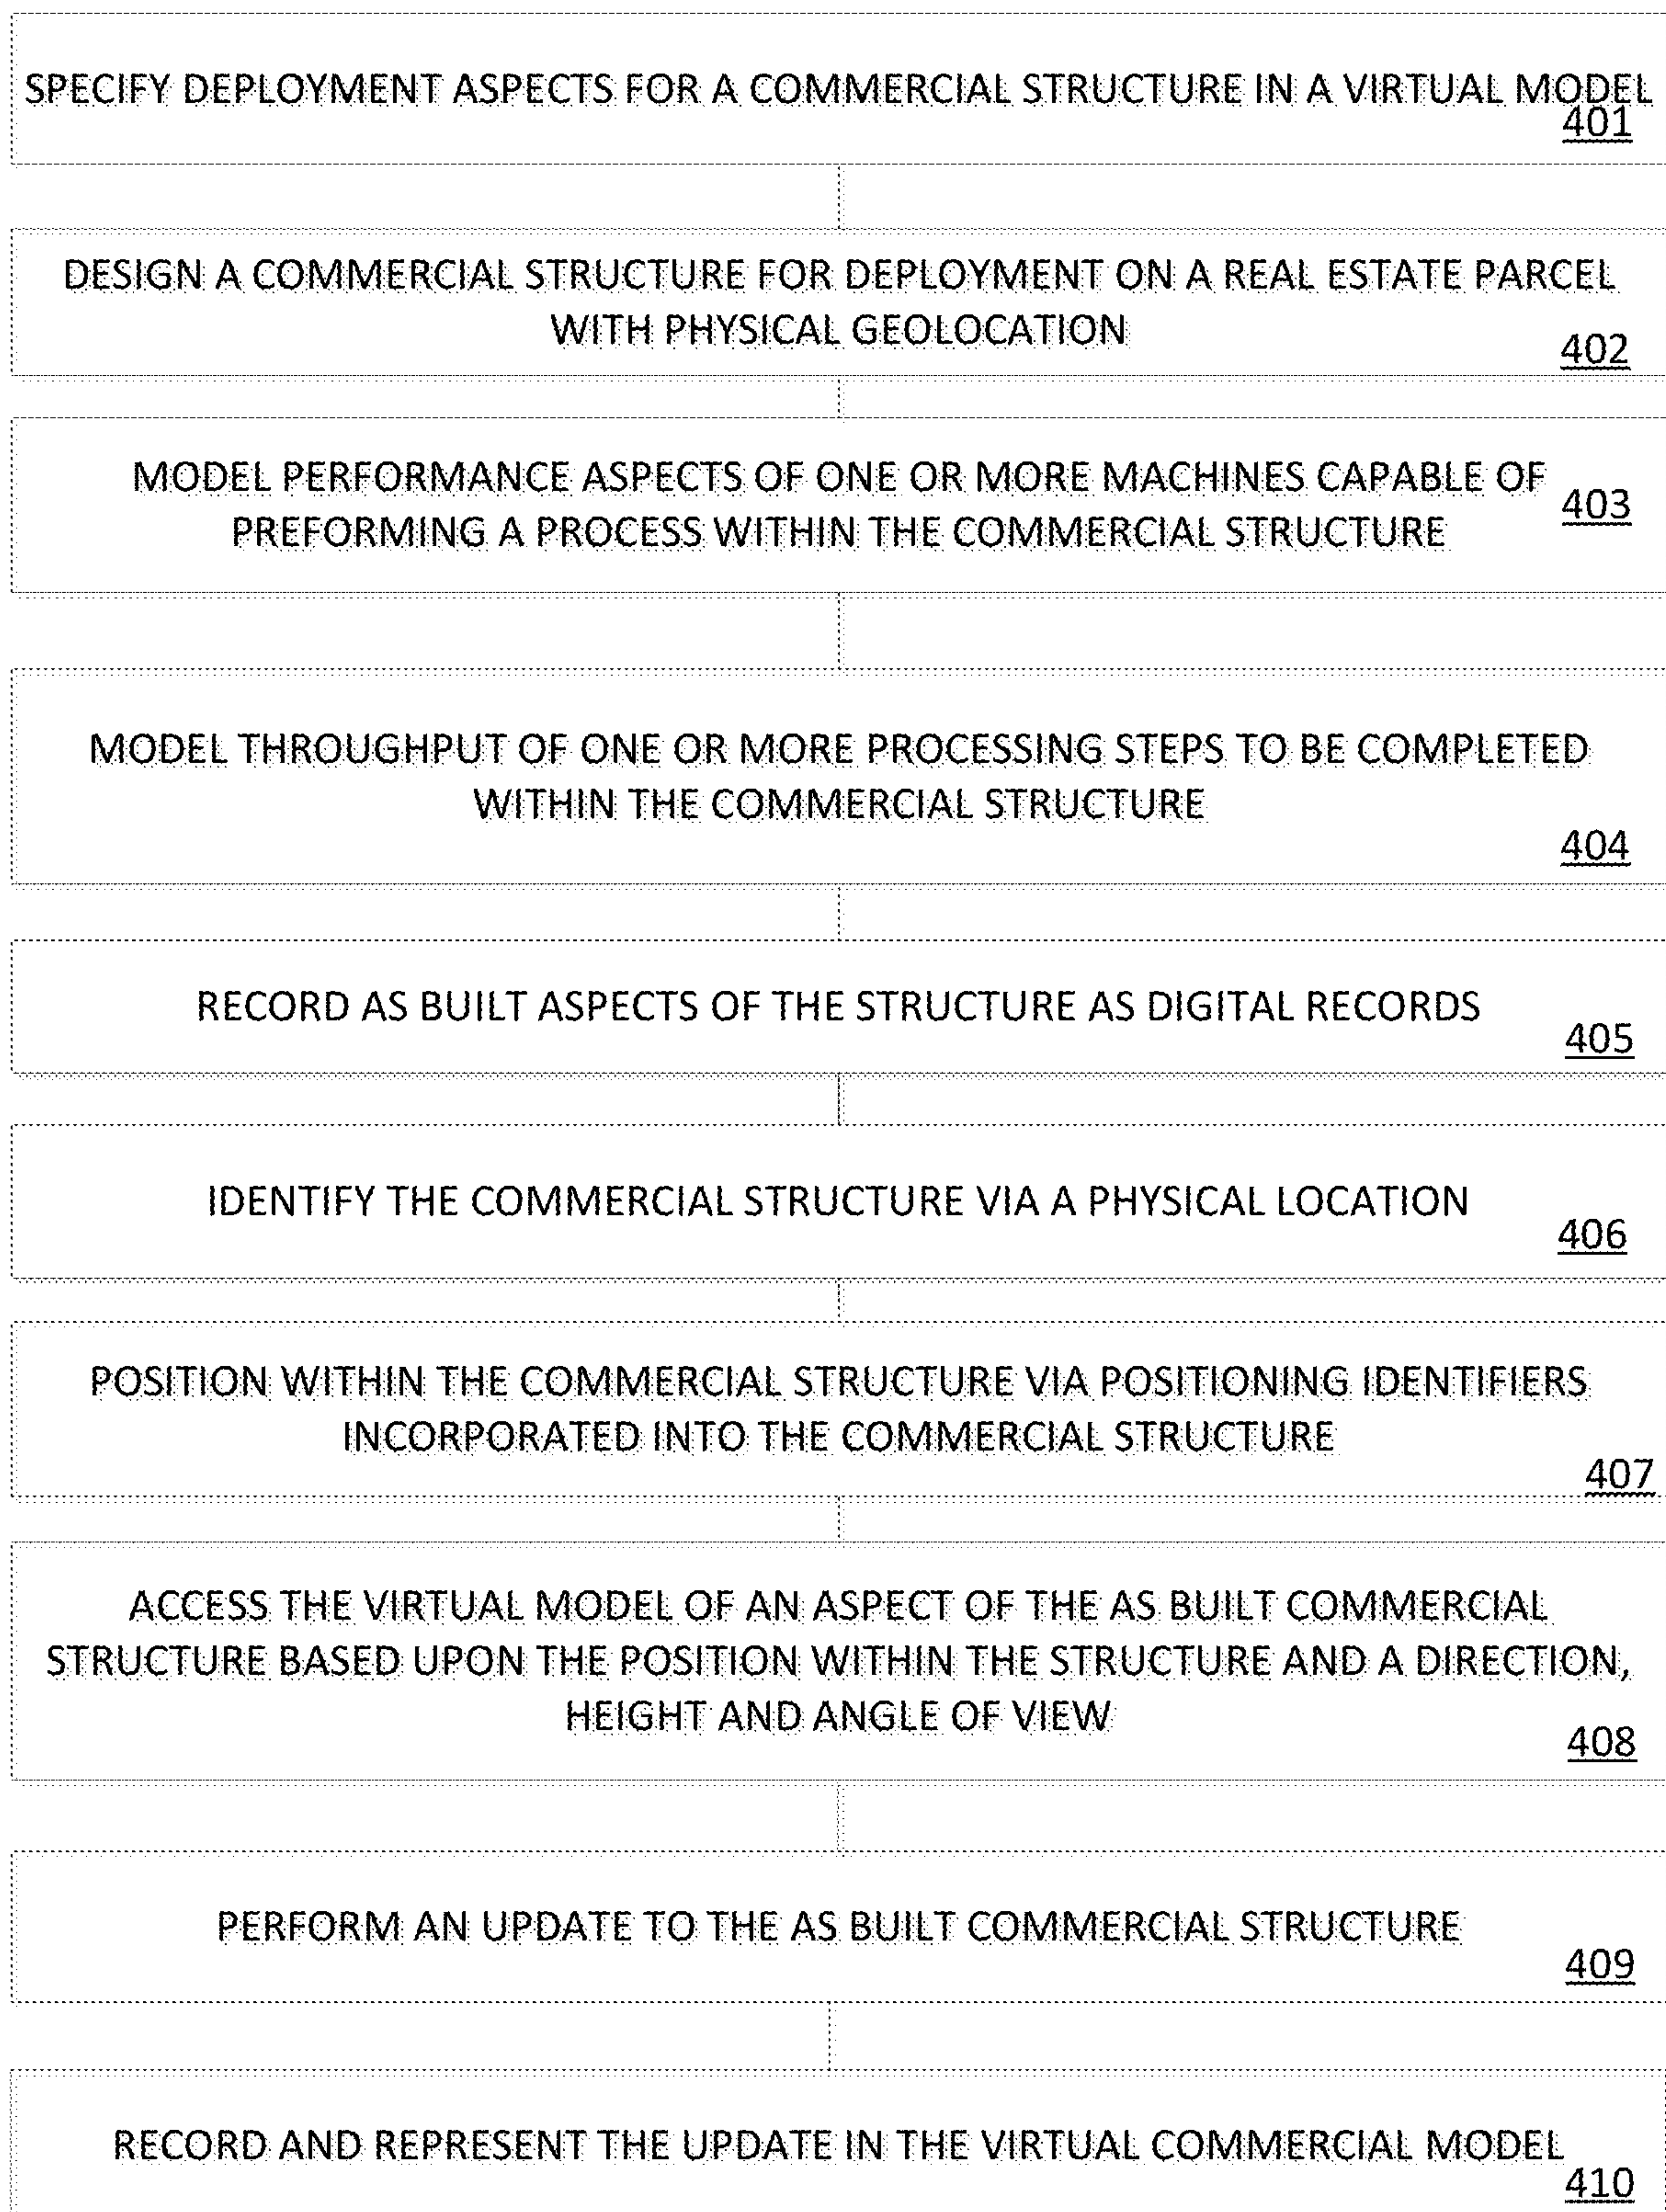 SPECIFY DEPLOYMENT ASPECTS FOR A COMMERCIAL STRUCTURE IN A VIRTUAL MODEL
401
DESIGN A COMMERCIAL STRUCTURE FOR DEPLOYMENT ON A REAL ESTATE PARCEL
WITH PHYSICAL GEOLOCATION
402
MODEL PERFORMANCE ASPECTS OF ONE OR MORE MACHINES CAPABLE OF
403
PREFORMING A PROCESS WITHIN THE COMMERCIAL STRUCTURE
MODEL THROUGHPUT OF ONE OR MORE PROCESSING STEPS TO BE COMPLETED
WITHIN THE COMMERCIAL STRUCTURE
404
RECORD AS BUILT ASPECTS OF THE STRUCTURE AS DIGITAL RECORDS
405
IDENTIFY THE COMMERCIAL STRUCTURE VIA A PHYSICAL LOCATION
406
POSITION WITHIN THE COMMERCIAL STRUCTURE VIA POSITIONING IDENTIFIERS
INCORPORATED INTO THE COMMERCIAL STRUCTURE
407
ACCESS THE VIRTUAL MODEL OF AN ASPECT OF THE AS BUILT COMMERCIAL
STRUCTURE BASED UPON THE POSITION WITHIN THE STRUCTURE AND A DIRECTION,
HEIGHT AND ANGLE OF VIEW
408
PERFORM AN UPDATE TO THE AS BUILT COMMERCIAL STRUCTURE
409
RECORD AND REPRESENT THE UPDATE IN THE VIRTUAL COMMERCIAL MODEL
410